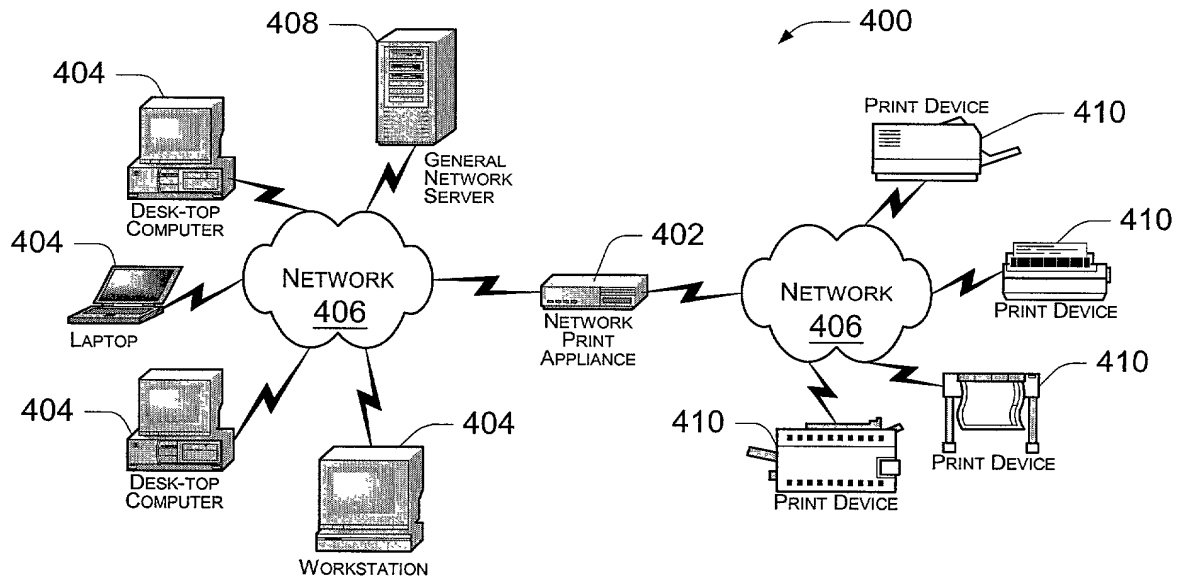 408
400
404
PRINT DEVICE
410
GENERAL
NETWORK
SERVER
DESK-TOP
COMPUTER
404
402
410
NETWORK
406
NETWORK
406
PRINT DEVICE
LAPTOP
NETWORK
PRINT
APPLIANCE
404
404
410
410
PRINT DEVICE
DESK-TOP
COMPUTER
PRINT DEVICE
WORKSTATION